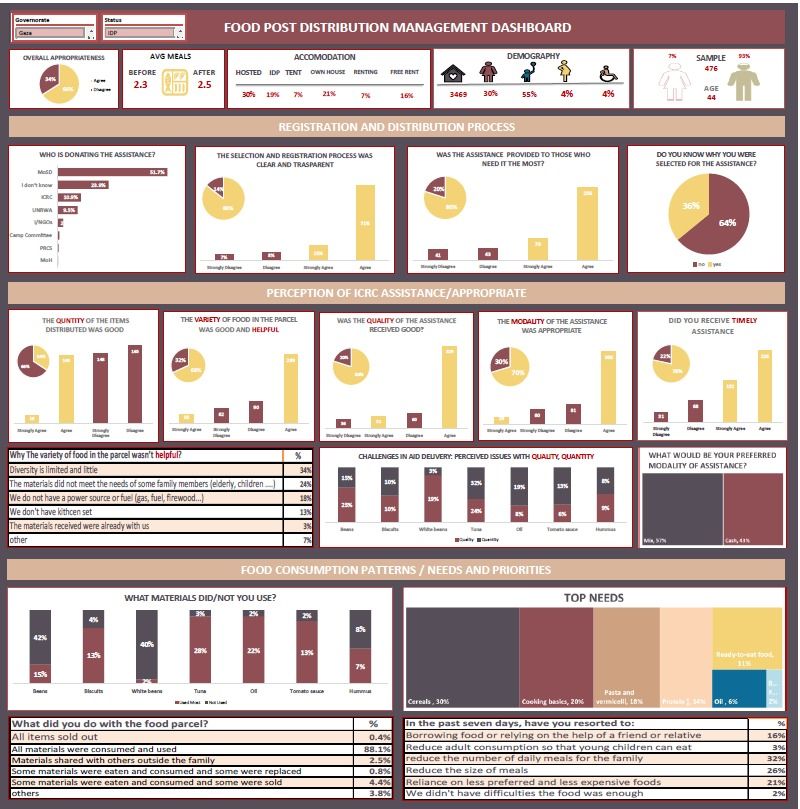 Governorate
Gaza
Status
IDP
FOOD POST DISTRIBUTION MANAGEMENT DASHBOARD
OVERALL APPROPRIATENESS
34%
66%
Agree
Disagree
AVG MEALS
BEFORE
2.3
AFTER
2.5
ACCOMODATION
HOSTED IDP TENT OWN HOUSE RENTING FREE RENT
30% 19% 7% 21% 7% 16%
DEMOGRAPHY
3469 30% 55% 4% 4%
7% 93%
SAMPLE
476
AGE
44
REGISTRATION AND DISTRIBUTION PROCESS
WHO IS DONATING THE ASSISTANCE?
MoSD 51.7%
I don't know
ICRC 10.9%
UNRWA 9.5%
I/NGOs
Camp Committee
PRCS
MoH
THE SELECTION AND REGISTRATION PROCESS WAS
CLEAR AND TRASPARENT
14%
86%
7% 8%
Strongly Disagree Disagree Strongly Agree Agree
WAS THE ASSISTANCE PROVIDED TO THOSE WHO
NEED IT THE MOST?
20%
80%
41 43
Strongly Disagree Disagree Strongly Agree Agree
DO YOU KNOW WHY YOU WERE
SELECTED FOR THE ASSISTANCE?
36%
64%
no yes
PERCEPTION OF ICRC ASSISTANCE/APPROPRIATE
THE QUNTITY OF THE ITEMS
DISTRIBUTED WAS GOOD
66%
Strongly Agree Agree Strongly Disagree Disagree
THE VARIETY OF FOOD IN THE PARCEL
WAS GOOD AND HELPFUL
32%
68%
62 90
Strongly Agree Strongly Disagree Disagree Agree
WAS THE QUALITY OF THE ASSISTANCE
RECEIVED GOOD?
20%
Strongly Disagree Strongly Agree Disagree Agree
THE MODALITY OF THE ASSISTANCE
WAS APPROPRIATE
30%
70%
60 81
Strongly Agree Strongly Disagree Disagree Agree
DID YOU RECEIVE TIMELY
ASSISTANCE
22%
78%
31
Strongly Disagree Disagree Strongly Agree Agree
Why The variety of food in the parcel wasn't helpful? %
Diversity is limited and little 34%
The materials did not meet the needs of some family members (elderly, children ....) 24%
We do not have a power source or fuel (gas, fuel, firewood...) 18%
We don't have kithcen set 13%
The materials received were already with us 3%
other 7%
CHALLENGES IN AID DELIVERY: PERCEIVED ISSUES WITH QUALITY, QUANTITY
15% 10% 3% 32% 19% 13% 8%
23% 10% 19% 24% 8% 8% 9%
Beans Biscuits White beans Tuna Oil Tomato sauce Hummus
Quality Quantity
WHAT WOULD BE YOUR PREFERRED
MODALITY OF ASSISTANCE?
Mix, 57% Cash, 43%
FOOD CONSUMPTION PATTERNS / NEEDS AND PRIORITIES
WHAT MATERIALS DID/NOT YOU USE?
42% 4% 40% 3% 2% 2% 8%
15% 13% 2% 28% 22% 13% 7%
Beans Biscuits White beans Tuna Oil Tomato sauce Hummus
Used Most Not Used
TOP NEEDS
Cereals , 30%
Cooking basics, 20%
Pasta and
vermicelli, 18%
Ready-to-eat food,
11%
Oil , 6%
What did you do with the food parcel? %
All items sold out 0.4%
All materials were consumed and used 88.1%
Materials shared with others outside the family 2.5%
Some materials were eaten and consumed and some were replaced 0.8%
Some materials were eaten and consumed and some were sold 4.4%
others 3.8%
In the past seven days, have you resorted to: %
Borrowing food or relying on the help of a friend or relative 16%
Reduce adult consumption so that young children can eat 3%
reduce the number of daily meals for the family 32%
Reduce the size of meals 26%
Reliance on less preferred and less expensive foods 21%
We didn't have difficulties the food was enough 2%